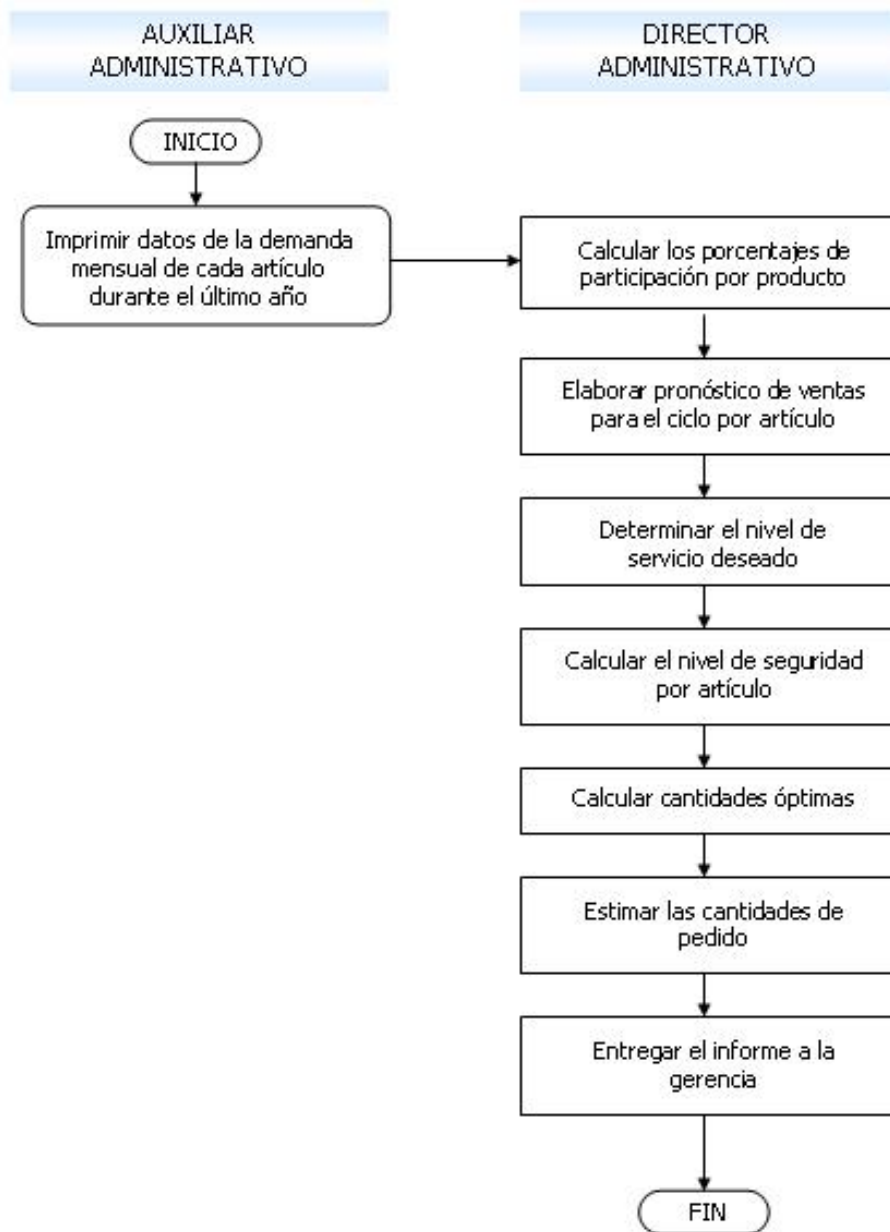 AUXILIAR
ADMINISTRATIVO
DIRECTOR
ADMINISTRATIVO
INICIO
Imprimir datos de la demanda
mensual de cada artículo
durante el último año
Calcular los porcentajes de
participación por producto
Elaborar pronóstico de ventas
para el ciclo por artículo
Determinar el nivel de
servicio deseado
Calcular el nivel de seguridad
por artículo
Calcular cantidades óptimas
Estimar las cantidades de
pedido
Entregar el informe a la
gerencia
FIN